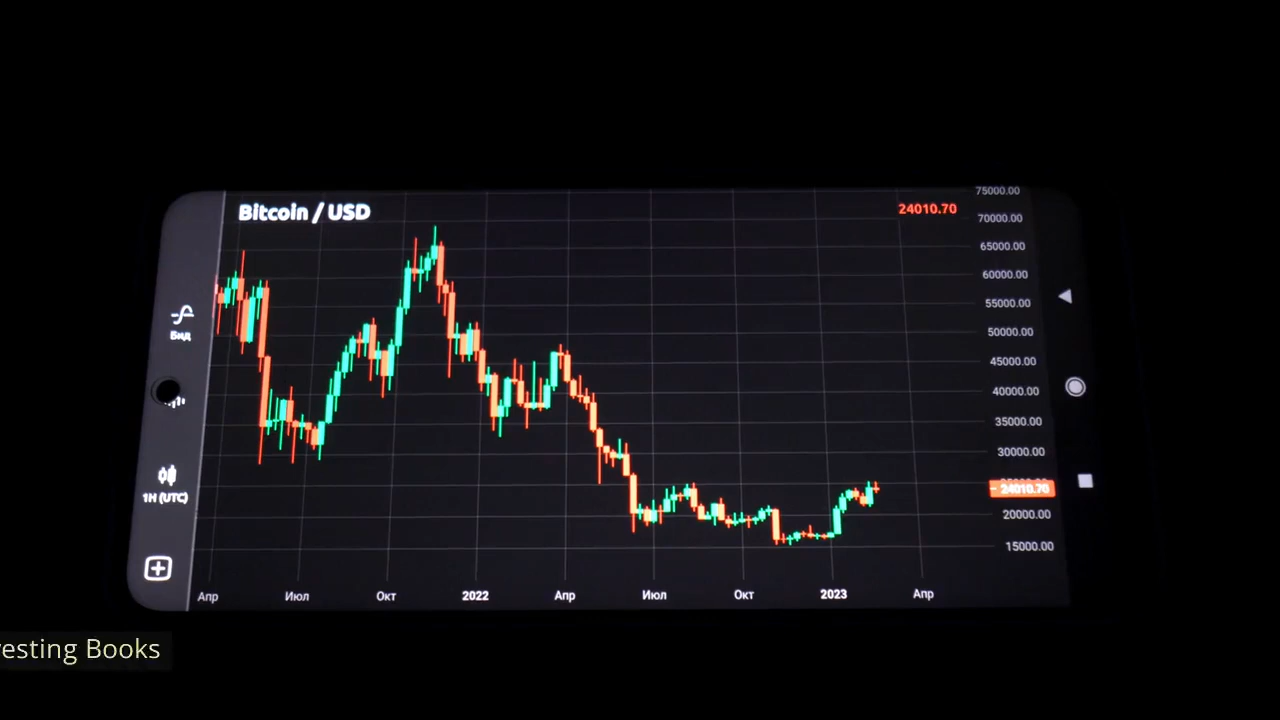 Bitcoin / USD
24010.70
75000.00
70000.00
65000.00
60000.00
55000.00
50000.00
45000.00
40000.00
35000.00
30000.00
24010.70
20000.00
15000.00
Бид
1Н (UTC)
Апр Июл Окт 2022 Апр Июл Окт 2023 Апр
esting Books